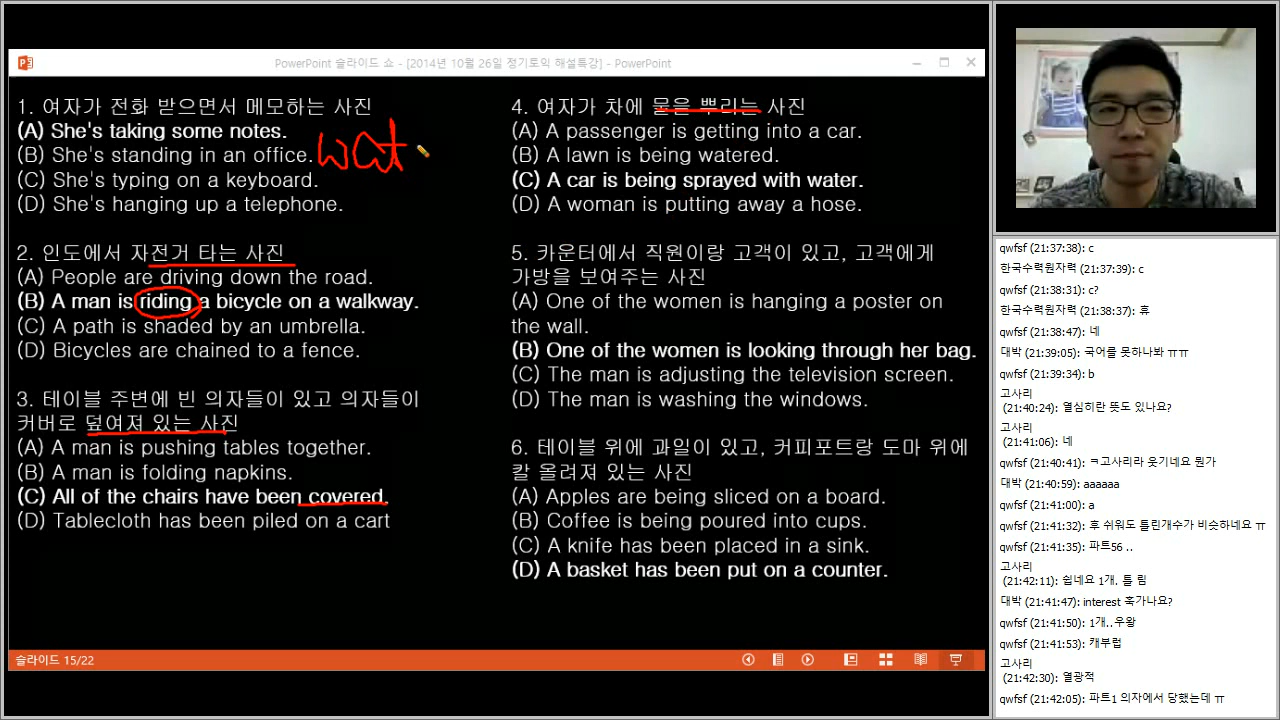 PowerPoint 슬라이드 쇼 - [2014년 10월 26일 정기토익 해설특강] - PowerPoint
1. 여자가 전화 받으면서 메모하는 사진
(A) She's taking some notes.
(B) She's standing in an office.
(C) She's typing on a keyboard.
(D) She's hanging up a telephone.
wat
2. 인도에서 자전거 타는 사진
(A) People are driving down the road.
(B) A man is riding a bicycle on a walkway.
(C) A path is shaded by an umbrella.
(D) Bicycles are chained to a fence.
3. 테이블 주변에 빈 의자들이 있고 의자들이
커버로 덮여져 있는 사진
(A) A man is pushing tables together.
(B) A man is folding napkins.
(C) All of the chairs have been covered.
(D) Tablecloth has been piled on a cart
4. 여자가 차에 물을 뿌리는 사진
(A) A passenger is getting into a car.
(B) A lawn is being watered.
(C) A car is being sprayed with water.
(D) A woman is putting away a hose.
5. 카운터에서 직원이랑 고객이 있고, 고객에게
가방을 보여주는 사진
(A) One of the women is hanging a poster on
the wall.
(B) One of the women is looking through her bag.
(C) The man is adjusting the television screen.
(D) The man is washing the windows.
6. 테이블 위에 과일이 있고, 커피포트랑 도마 위에
칼 올려져 있는 사진
(A) Apples are being sliced on a board.
(B) Coffee is being poured into cups.
(C) A knife has been placed in a sink.
(D) A basket has been put on a counter.
슬라이드 15/22
qwfsf (21:37:38): c
한국수력원자력 (21:37:39): c
qwfsf (21:38:31): c?
한국수력원자력 (21:38:37): 휴
qwfsf (21:38:47): 네
대박 (21:39:05): 국어를 못하나봐 ㅠㅠ
qwfsf (21:39:34): b
고사리
(21:40:24): 열심히란 뜻도 있나요?
고사리
(21:41:06): 네
qwfsf (21:40:41): ㅋ고사리라 웃기네요 뭔가
대박 (21:40:59): aaaaaa
qwfsf (21:41:00): a
qwfsf (21:41:32): 후 쉬워도 틀린개수가 비슷하네요 ㅠ
qwfsf (21:41:35): 파트56 ..
고사리
(21:42:11): 쉽네요 1개. 틀 림
대박 (21:41:47): interest 혹가나요?
qwfsf (21:41:50): 1개..우왕
qwfsf (21:41:53): 캐부럽
고사리
(21:42:30): 열광적
qwfsf (21:42:05): 파트1 의자에서 당했는데 ㅠ